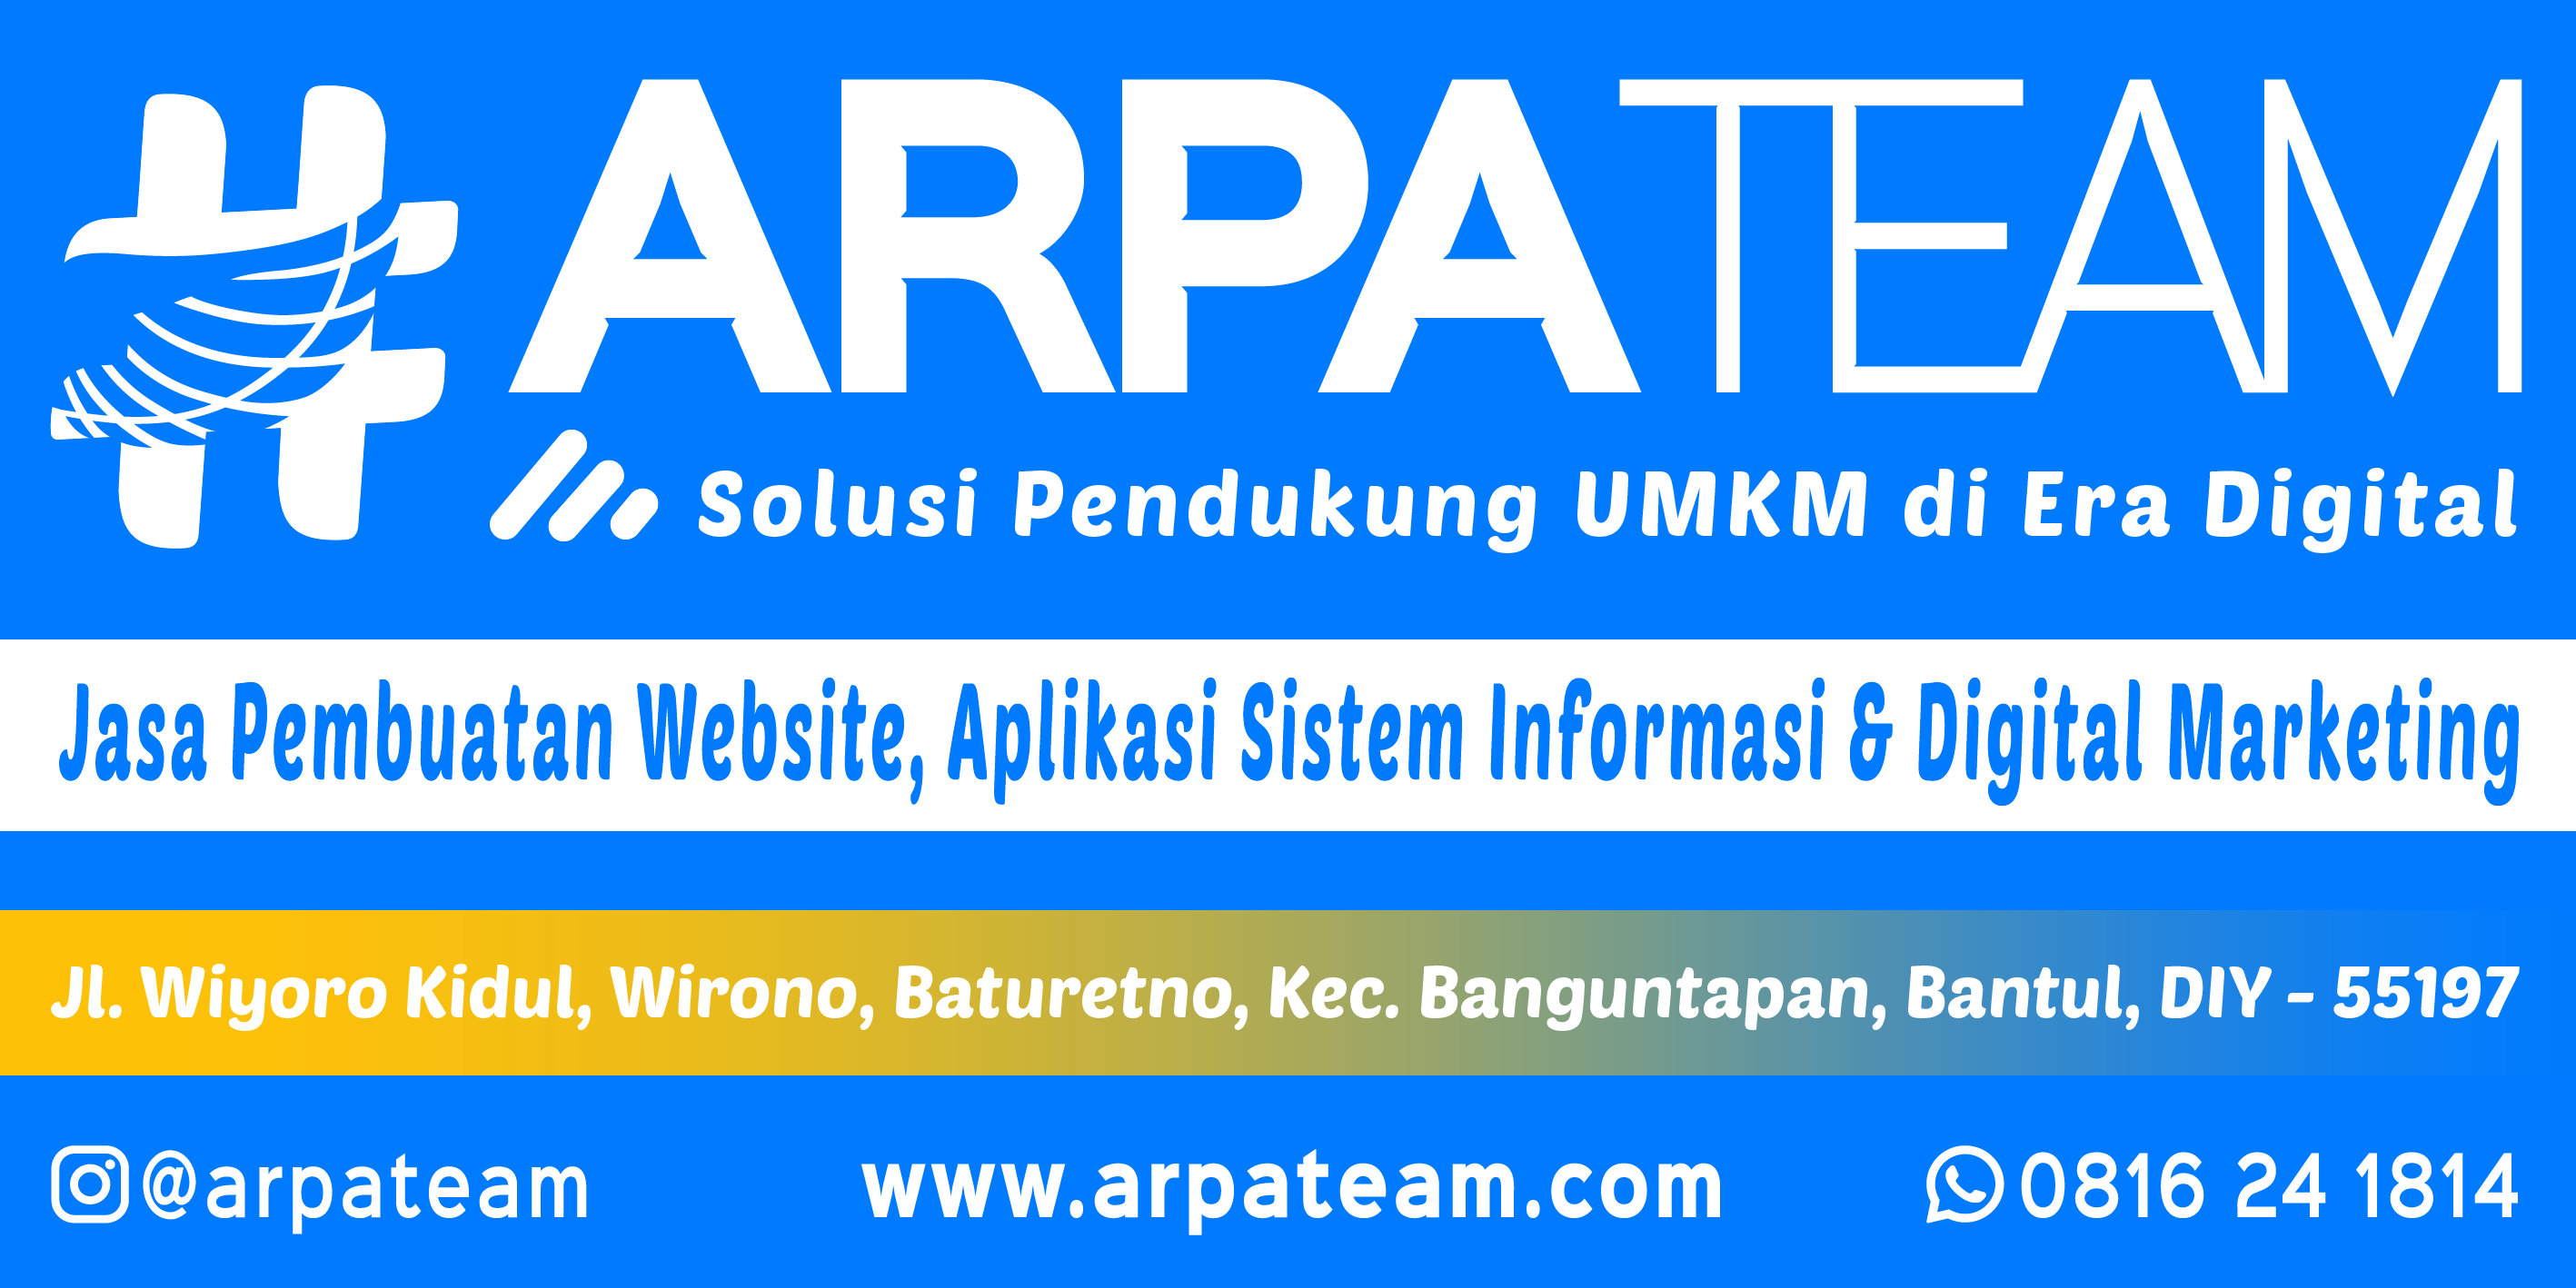 ARPATEAM
Solusi Pendukung UMKM di Era Digital
Jasa Pembuatan Website, Aplikasi Sistem Informasi & Digital Marketing
Jl. Wiyoro Kidul, Wirono, Baturetno, Kec. Banguntapan, Bantul, DIY - 55197
@arpateam www.arpateam.com 0816 24 1814